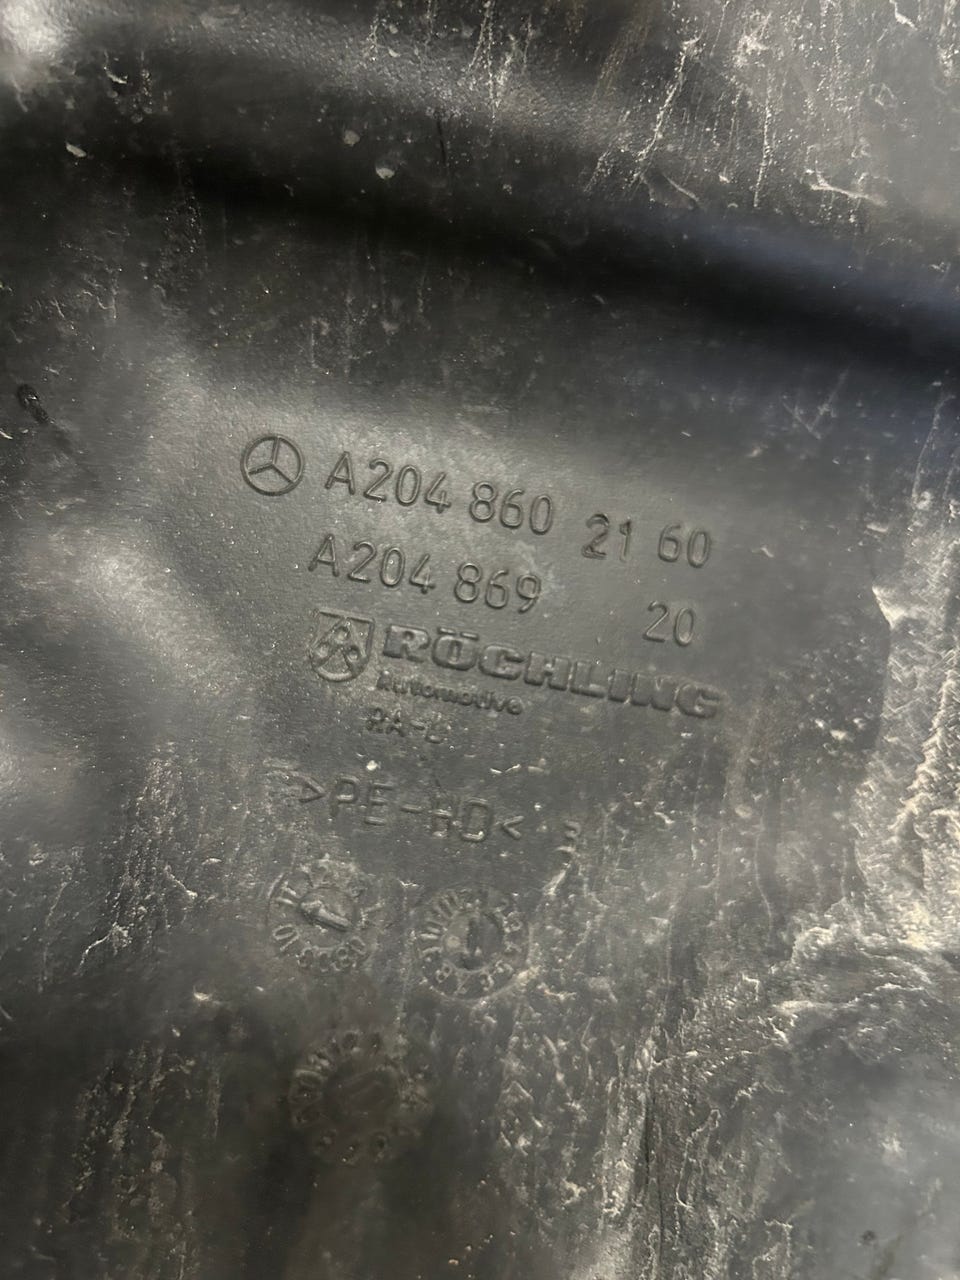 A204 860 21 60
A204 869 20
RÖCHLING
Automotive
>PE-HD<